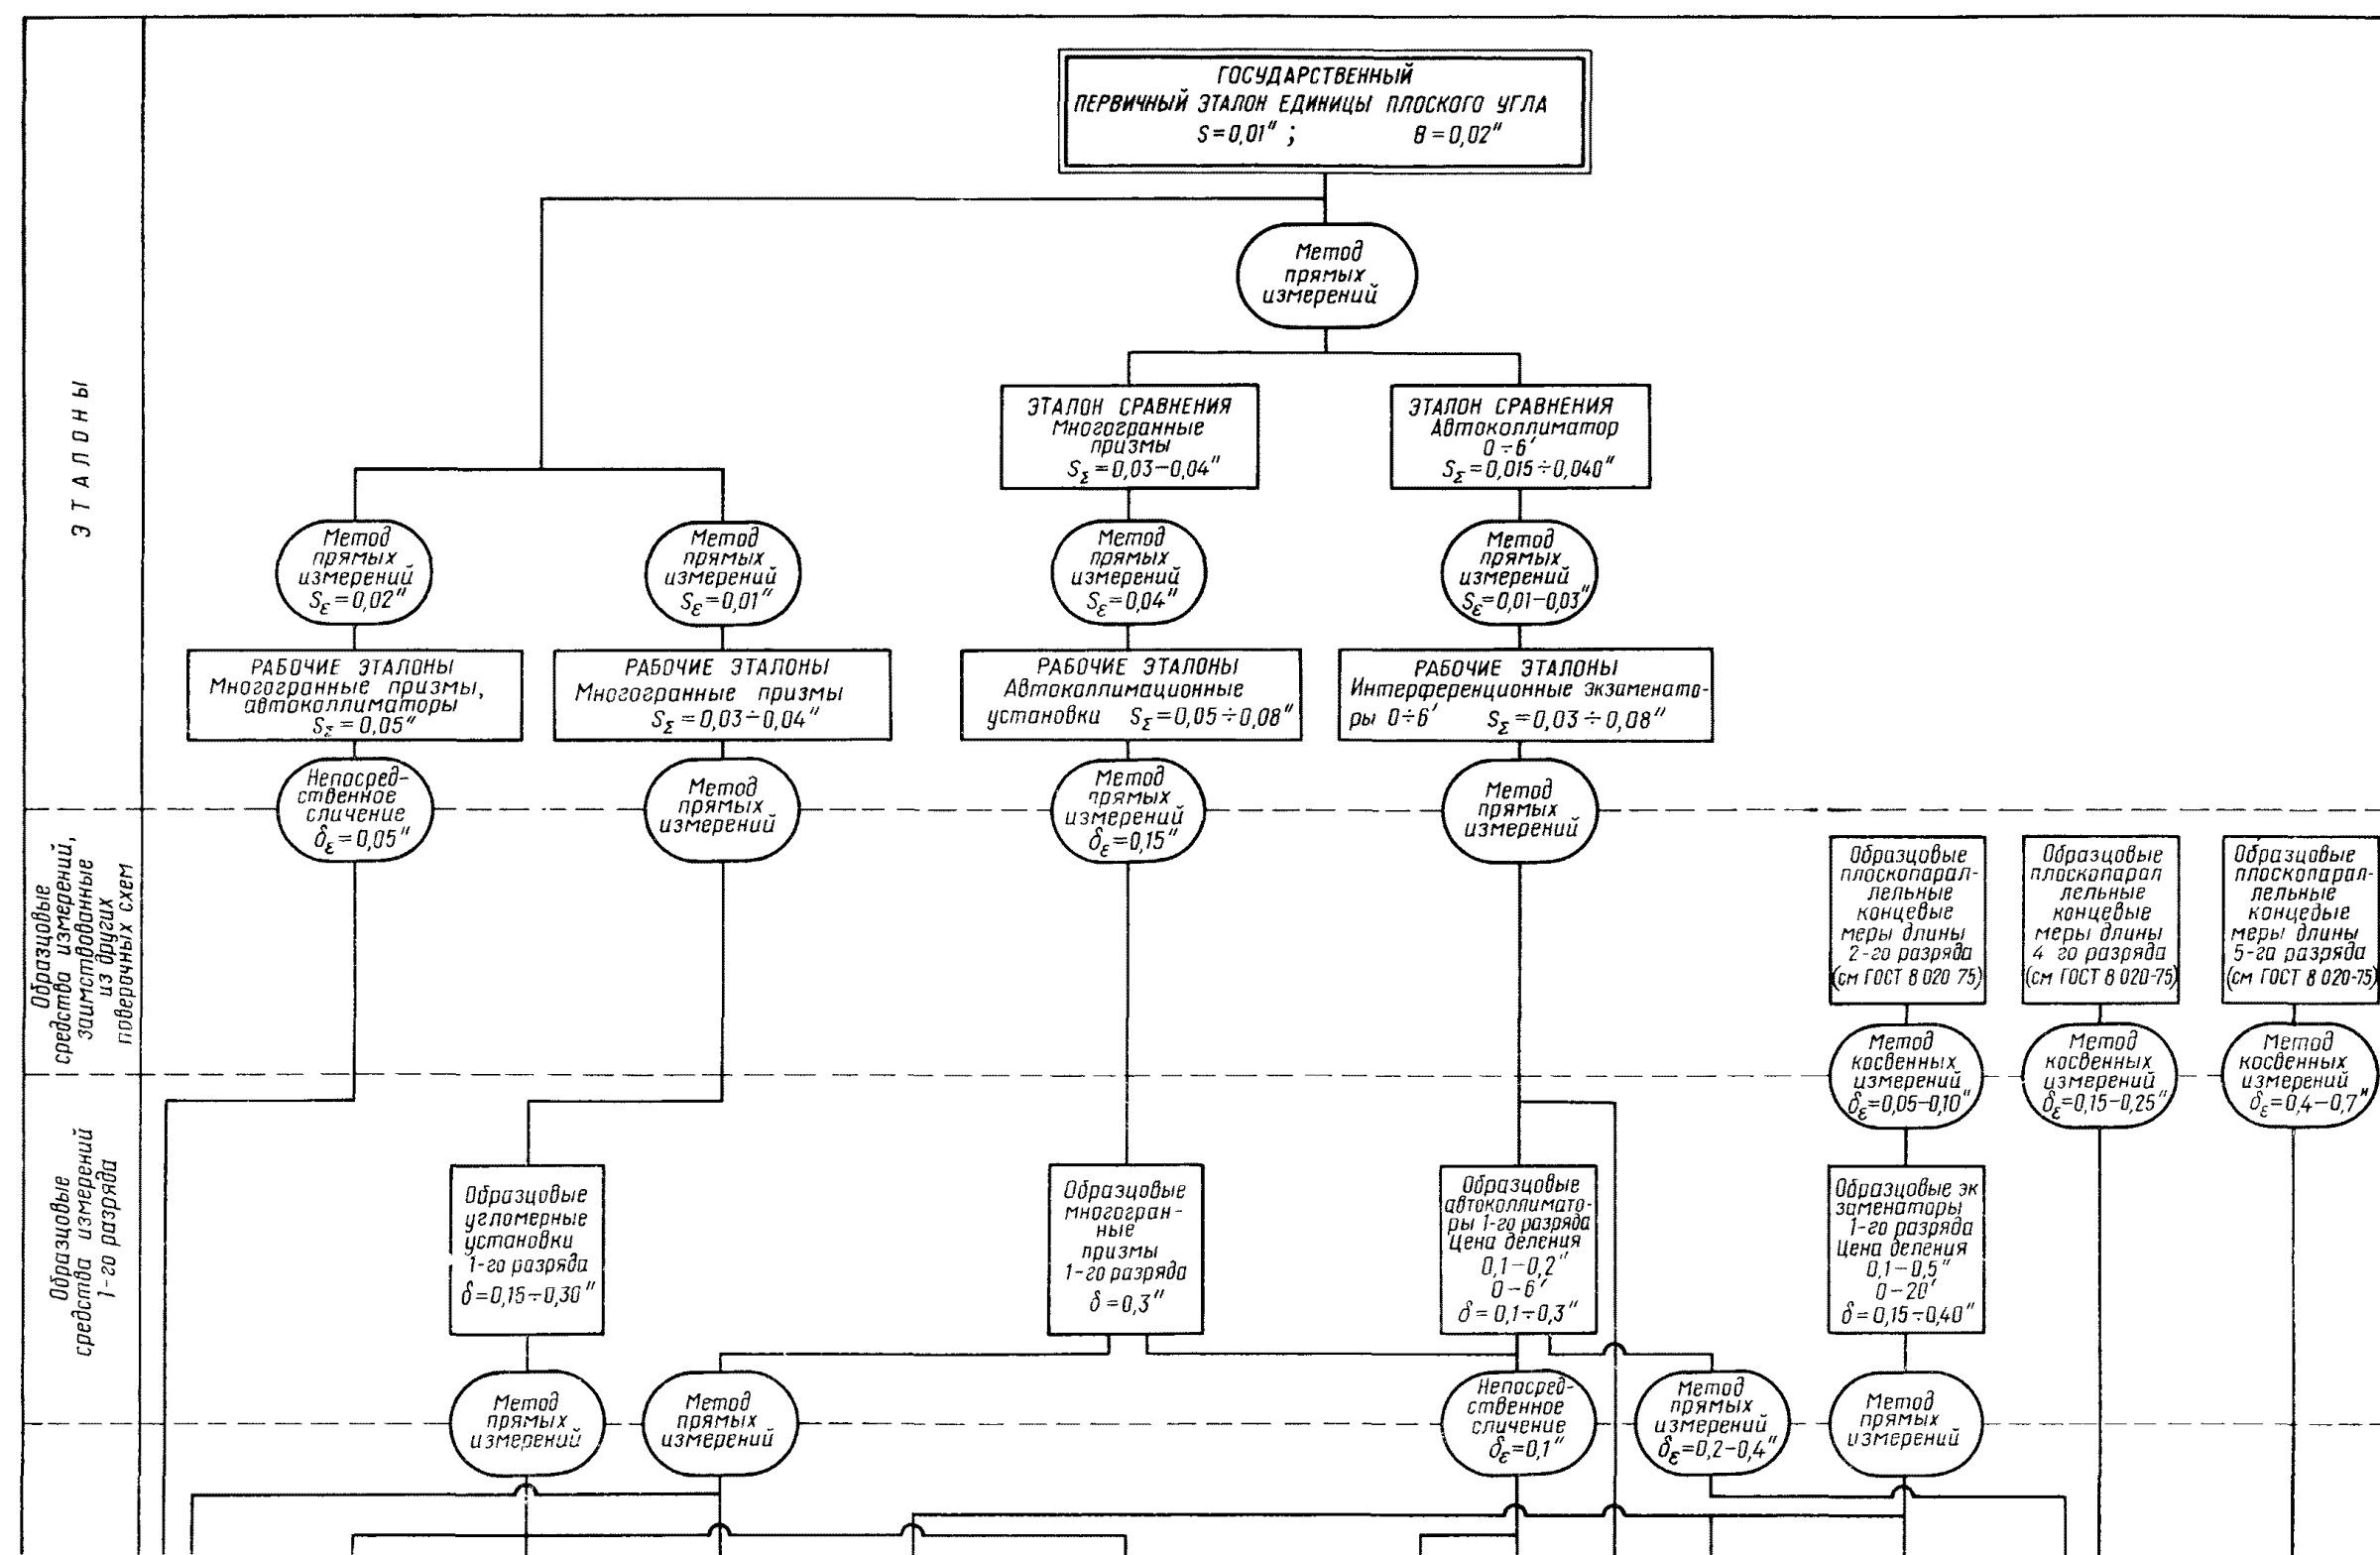 ГОСУДАРСТВЕННЫЙ
ПЕРВИЧНЫЙ ЭТАЛОН ЕДИНИЦЫ ПЛОСКОГО УГЛА
S=0,01″ ; θ=0,02″
Метод
прямых
измерений
ЭТАЛОНЫ
ЭТАЛОН СРАВНЕНИЯ
Многогранные
призмы
S_Σ=0,03−0,04″
ЭТАЛОН СРАВНЕНИЯ
Автоколлиматор
0÷6′
S_Σ=0,015÷0,040″
Метод
прямых
измерений
S_ε=0,02″
Метод
прямых
измерений
S_ε=0,01″
Метод
прямых
измерений
S_ε=0,04″
Метод
прямых
измерений
S_ε=0,01−0,03″
РАБОЧИЕ ЭТАЛОНЫ
Многогранные призмы,
автоколлиматоры
S_Σ=0,05″
РАБОЧИЕ ЭТАЛОНЫ
Многогранные призмы
S_Σ=0,03÷0,04″
РАБОЧИЕ ЭТАЛОНЫ
Автоколлимационные
установки S_Σ=0,05÷0,08″
РАБОЧИЕ ЭТАЛОНЫ
Интерференционные экзаменато-
ры 0÷6′ S_Σ=0,03÷0,08″
Непосред-
ственное
сличение
δ_ε=0,05″
Метод
прямых
измерений
Метод
прямых
измерений
δ_ε=0,15″
Метод
прямых
измерений
Образцовые
средства измерений,
заимствованные
из других
поверочных схем
Образцовые
плоскопарал-
лельные
концевые
меры длины
2-го разряда
(см ГОСТ 8 020 75)
Образцовые
плоскопарал
лельные
концевые
меры длины
4 го разряда
(см ГОСТ 8 020-75)
Образцовые
плоскопарал-
лельные
концевые
меры длины
5-го разряда
(см ГОСТ 8 020-75)
Метод
косвенных
измерений
δ_ε=0,05−0,10″
Метод
косвенных
измерений
δ_ε=0,15−0,25″
Метод
косвенных
измерений
δ_ε=0,4−0,7″
Образцовые
средства измерений
1-го разряда
Образцовые
угломерные
установки
1-го разряда
δ=0,15÷0,30″
Образцовые
многогран-
ные
призмы
1-го разряда
δ=0,3″
Образцовые
автоколлимато-
ры 1-го разряда
Цена деления
0,1−0,2″
0−6′
δ=0,1÷0,3″
Образцовые эк
заменаторы
1-го разряда
Цена деления
0,1−0,5″
0−20′
δ=0,15÷0,40″
Метод
прямых
измерений
Метод
прямых
измерений
Непосред-
ственное
сличение
δ_ε=0,1″
Метод
прямых
измерений
δ_ε=0,2−0,4″
Метод
прямых
измерений